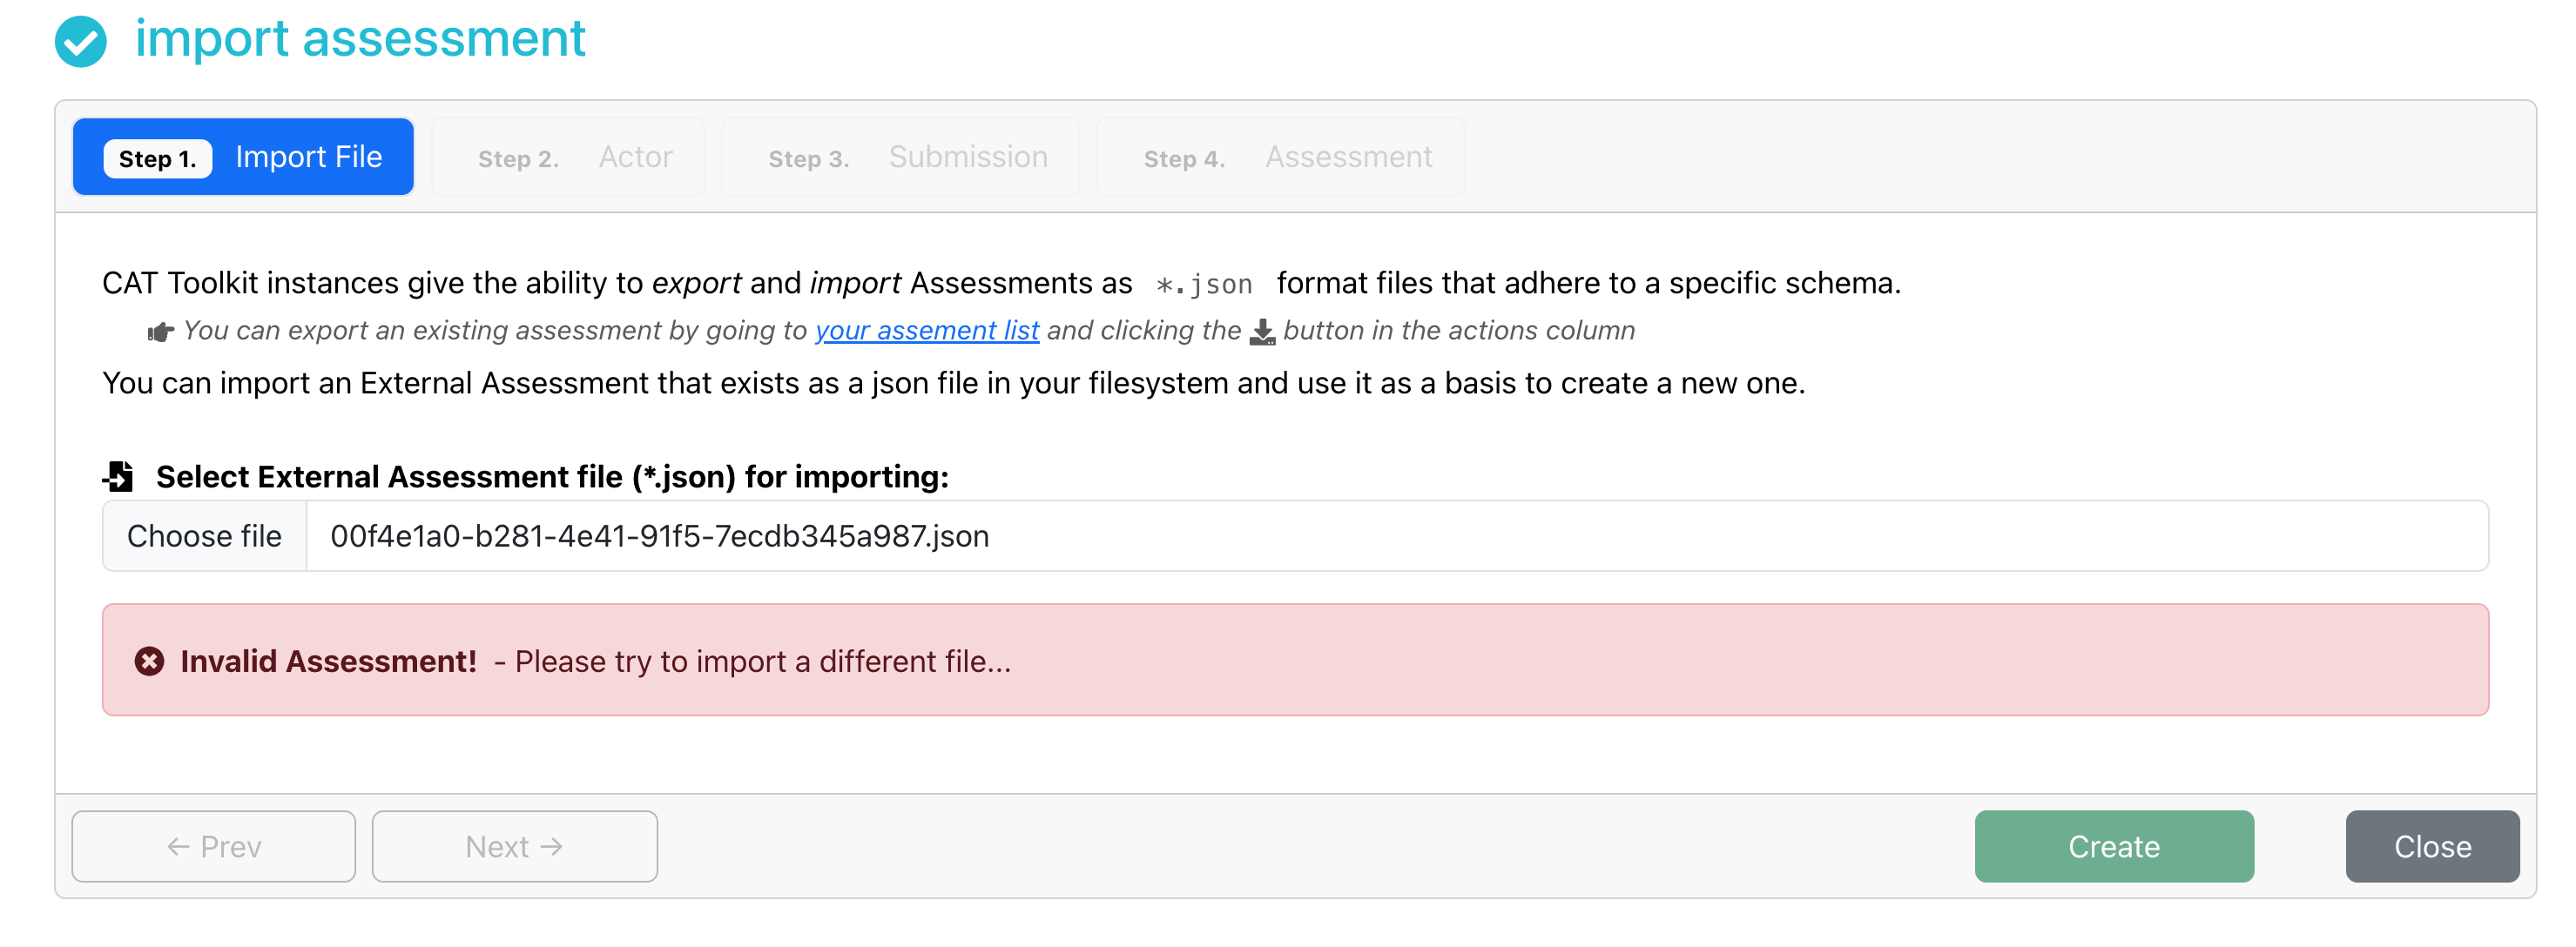 import assessment
Step 1. Import File Step 2. Actor Step 3. Submission Step 4. Assessment
CAT Toolkit instances give the ability to export and import Assessments as *.json format files that adhere to a specific schema.
You can export an existing assessment by going to your assement list and clicking the button in the actions column
You can import an External Assessment that exists as a json file in your filesystem and use it as a basis to create a new one.
Select External Assessment file (*.json) for importing:
Choose file 00f4e1a0-b281-4e41-91f5-7ecdb345a987.json
Invalid Assessment! - Please try to import a different file...
← Prev Next → Create Close